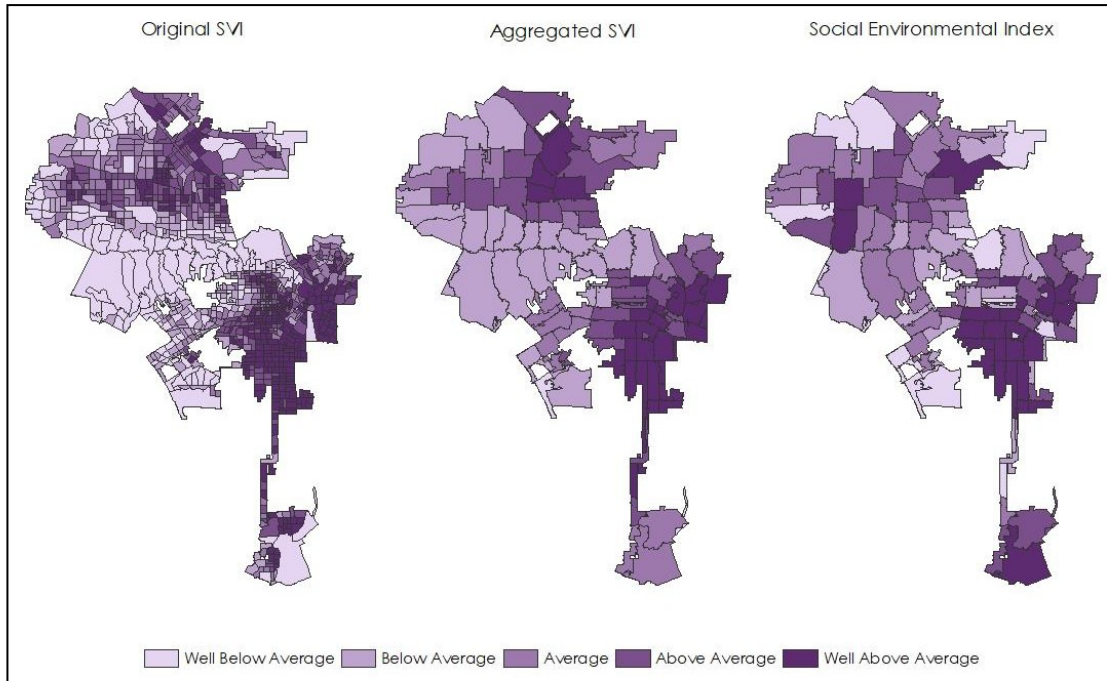 Original SVI
Aggregated SVI
Social Environmental Index
Well Below Average
Below Average
Average
Above Average
Well Above Average